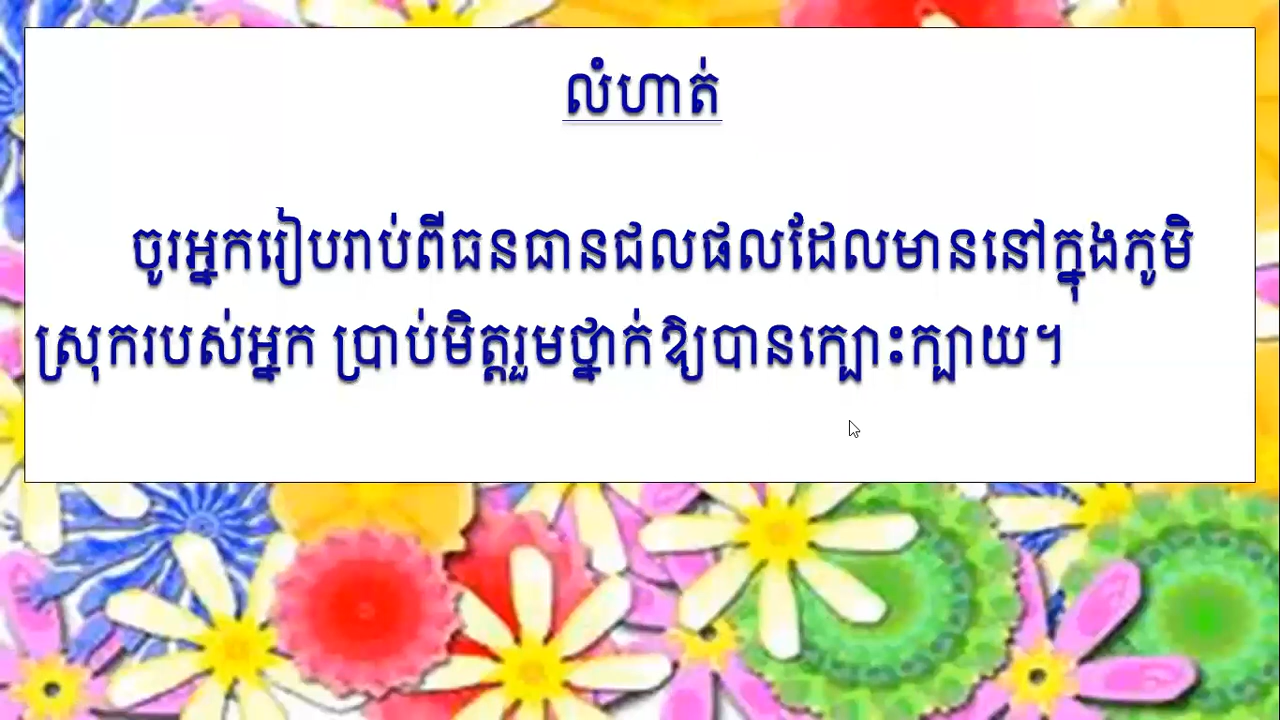 លំហាត់
ចូរអ្នករៀបរាប់ពីធនធានជលផលដែលមាននៅក្នុងភូមិ
ស្រុករបស់អ្នក ប្រាប់មិត្តរួមថ្នាក់ឱ្យបានក្បោះក្បាយ។